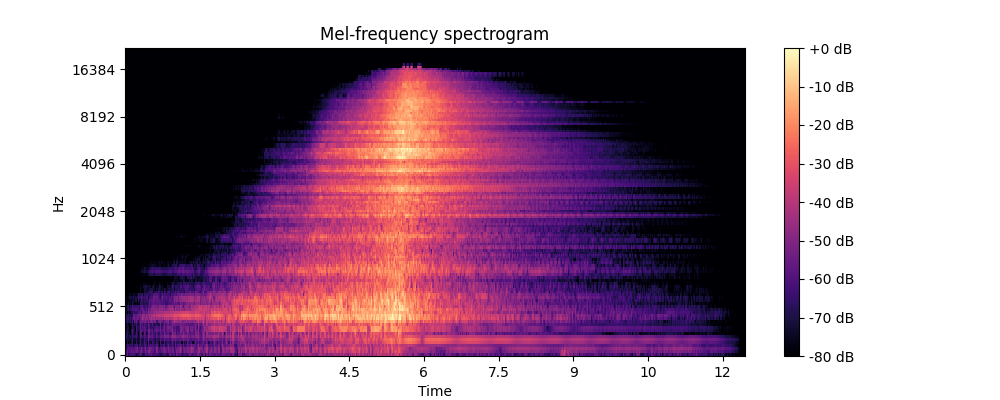 Mel-frequency spectrogram
Hz
16384
8192
4096
2048
1024
512
0
0 1.5 3 4.5 6 7.5 9 10 12
Time
+0 dB
-10 dB
-20 dB
-30 dB
-40 dB
-50 dB
-60 dB
-70 dB
-80 dB